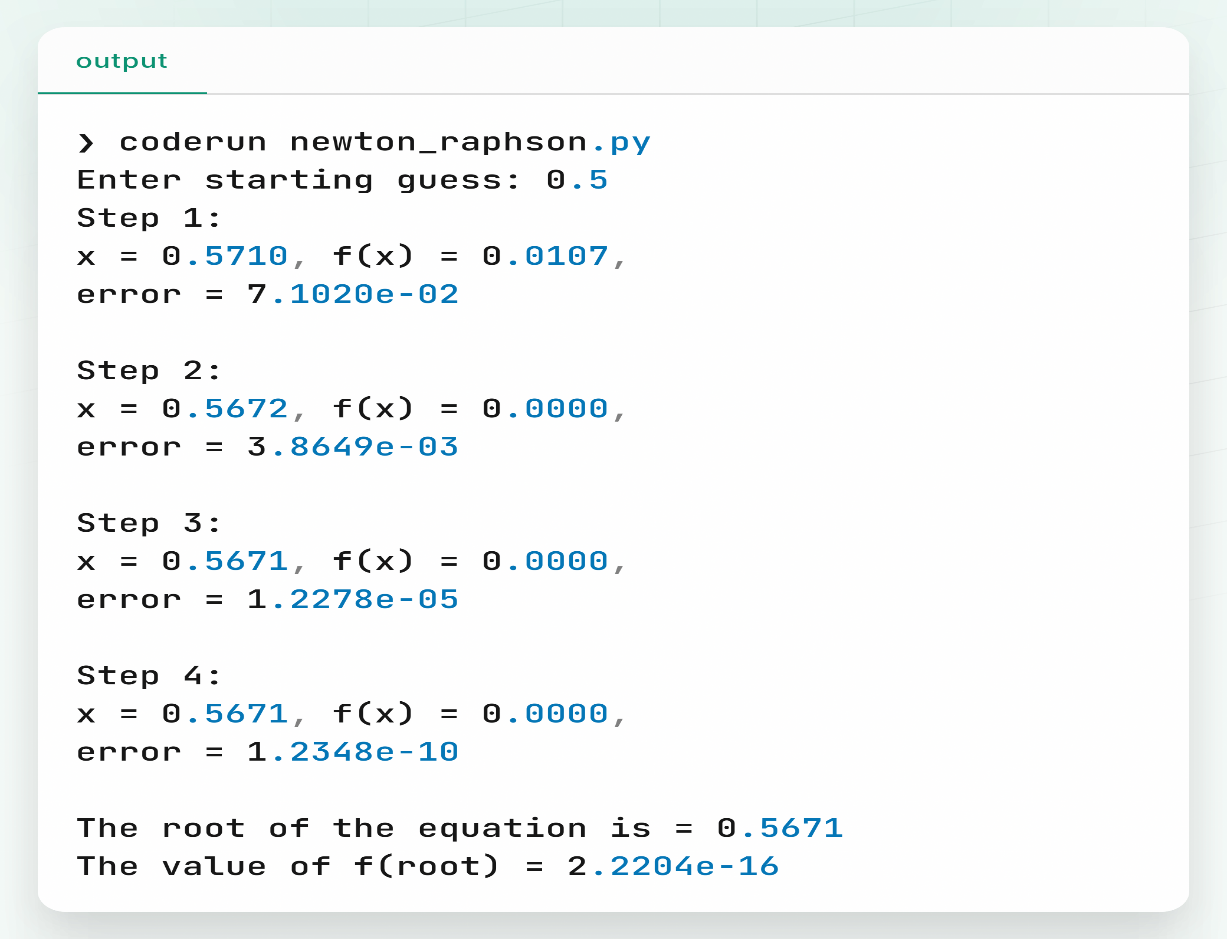 output
❯ coderun newton_raphson.py
Enter starting guess: 0.5
Step 1:
x = 0.5710, f(x) = 0.0107,
error = 7.1020e-02
Step 2:
x = 0.5672, f(x) = 0.0000,
error = 3.8649e-03
Step 3:
x = 0.5671, f(x) = 0.0000,
error = 1.2278e-05
Step 4:
x = 0.5671, f(x) = 0.0000,
error = 1.2348e-10
The root of the equation is = 0.5671
The value of f(root) = 2.2204e-16